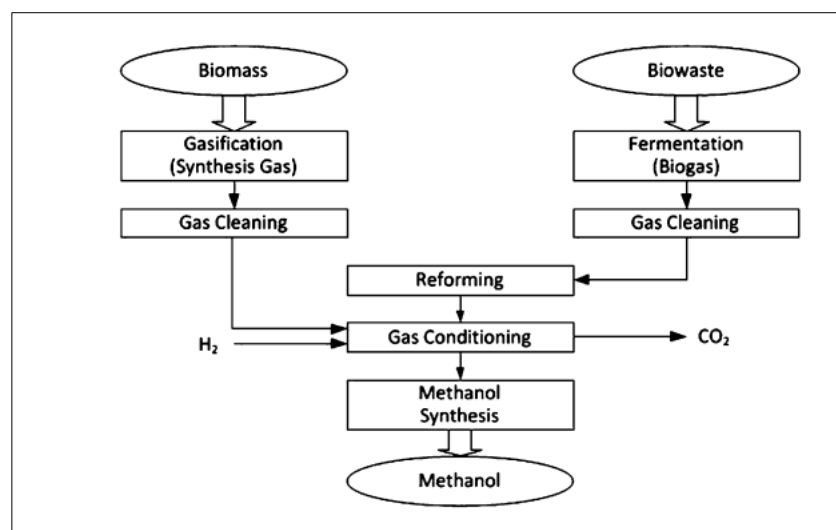 Biomass
Biowaste
Gasification
(Synthesis Gas)
Fermentation
(Biogas)
Gas Cleaning
Gas Cleaning
Reforming
H₂
Gas Conditioning
CO₂
Methanol
Synthesis
Methanol